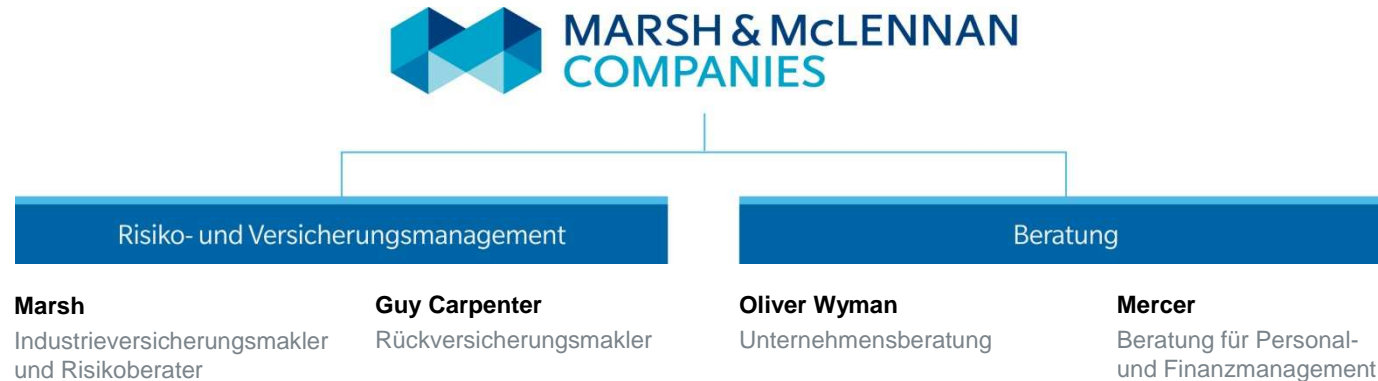 MARSH & McLENNAN
COMPANIES
Risiko- und Versicherungsmanagement
Beratung
Marsh
Industrieversicherungsmakler
und Risikoberater
Guy Carpenter
Rückversicherungsmakler
Oliver Wyman
Unternehmensberatung
Mercer
Beratung für Personal-
und Finanzmanagement